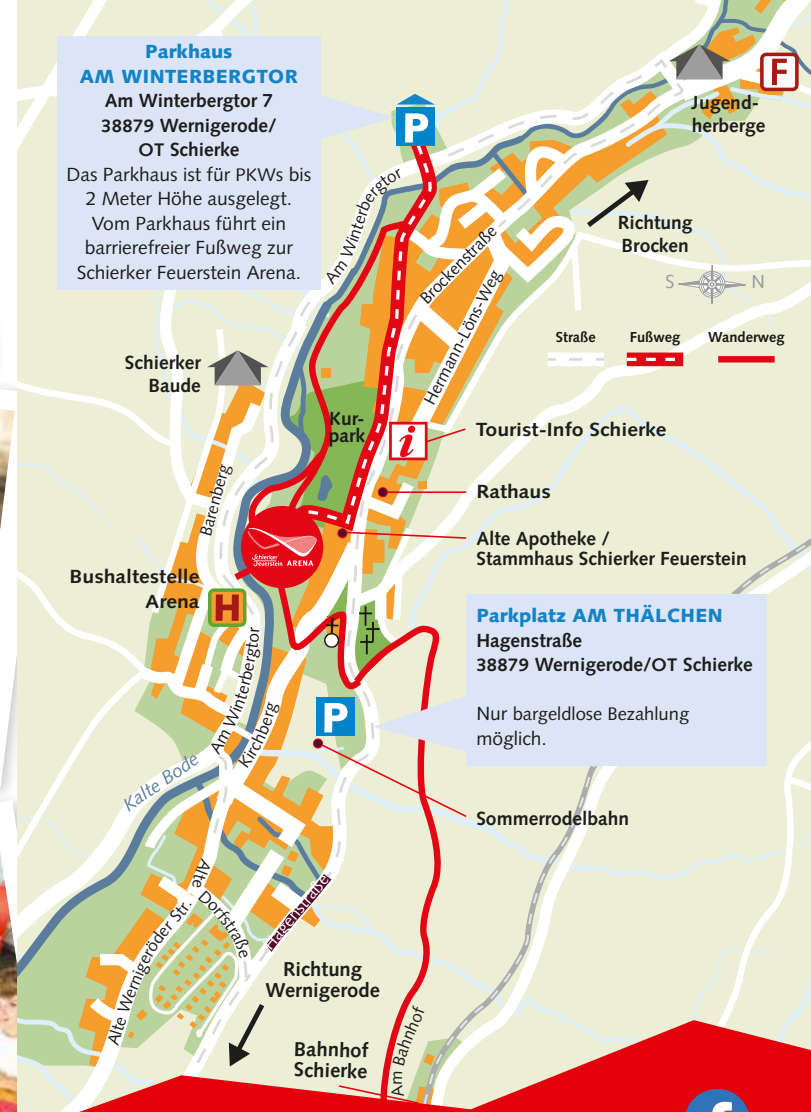 Parkhaus
AM WINTERBERGTOR
Am Winterbergtor 7
38879 Wernigerode/
OT Schierke
Das Parkhaus ist für PKWs bis
2 Meter Höhe ausgelegt.
Vom Parkhaus führt ein
barrierefreier Fußweg zur
Schierker Feuerstein Arena.
P
F
Jugend-
herberge
Richtung
Brocken
S N
Straße Fußweg Wanderweg
Am Winterbergtor
Brockenstraße
Hermann-Löns-Weg
Schierker
Baude
Kur-
park
i
Tourist-Info Schierke
Rathaus
Alte Apotheke /
Stammhaus Schierker Feuerstein
Barenberg
Schierker
Feuerstein ARENA
Bushaltestelle
Arena
H
Parkplatz AM THÄLCHEN
Hagenstraße
38879 Wernigerode/OT Schierke
Nur bargeldlose Bezahlung
möglich.
P
Am Winterbergtor
Kirchberg
Kalte Bode
Sommerrodelbahn
Alte Dorfstraße
Hagenstraße
Alte Wernigeröder Str.
Richtung
Wernigerode
Bahnhof
Schierke
Am Bahnhof
f